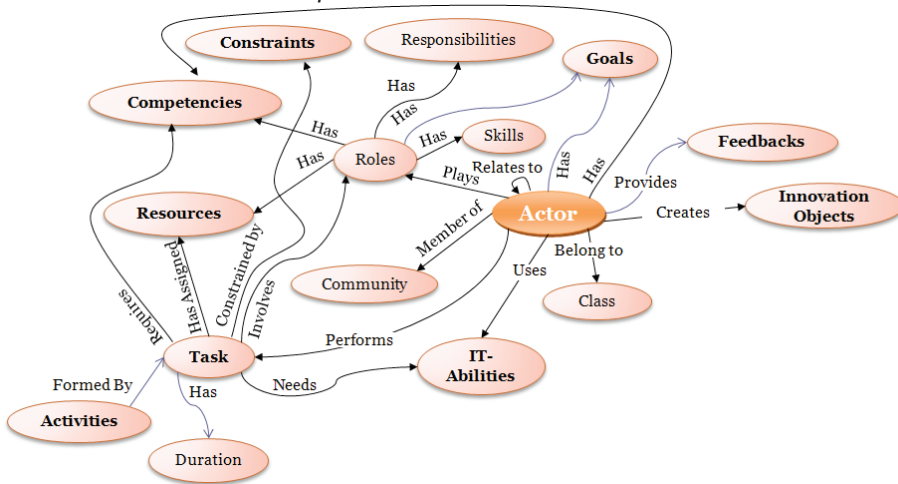 Constraints
Responsibilities
Goals
Competencies
Has
Has
Has
Has
Skills
Feedbacks
Roles
Has
Relates to
Has
Has
Plays
Provides
Resources
Actor
Creates
Innovation
Objects
Member of
Belong to
Constrained by
Has Assigned
Uses
Community
Class
Involves
Requires
Performs
Task
IT-
Abilities
Formed By
Has
Needs
Activities
Duration